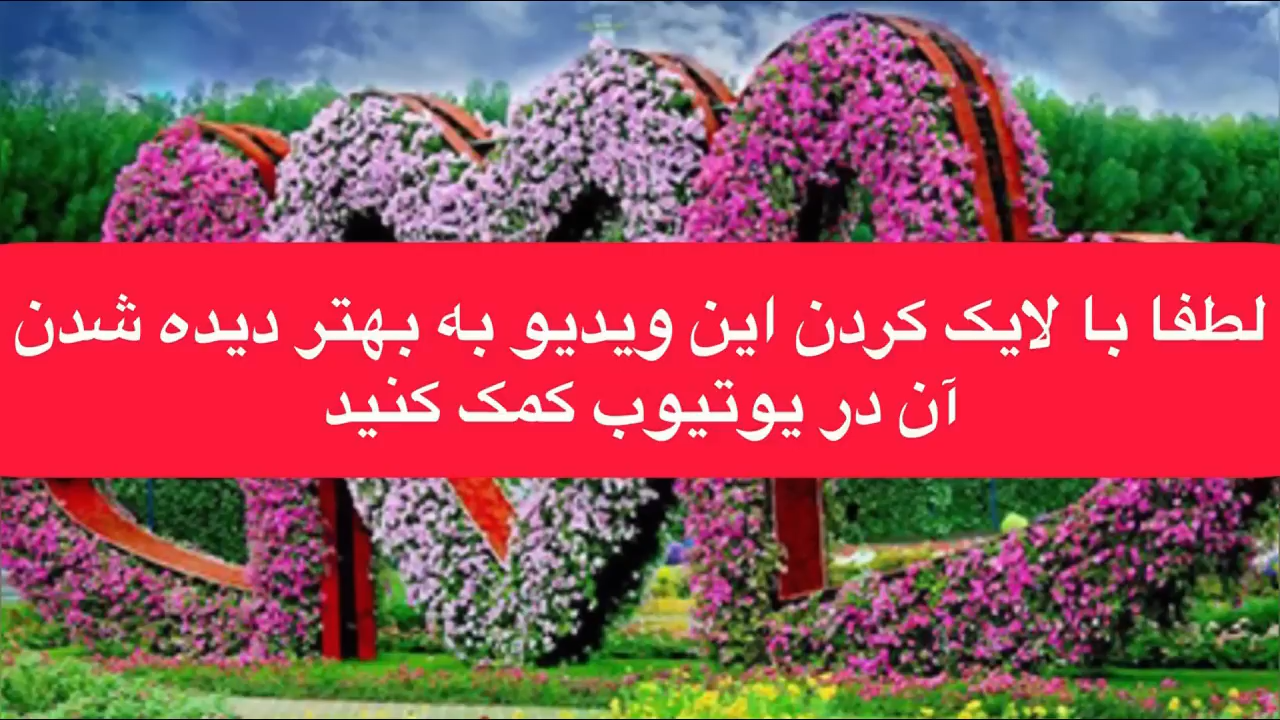 لطفا با لایک کردن این ویدیو به بهتر دیده شدن
آن در یوتیوب کمک کنید